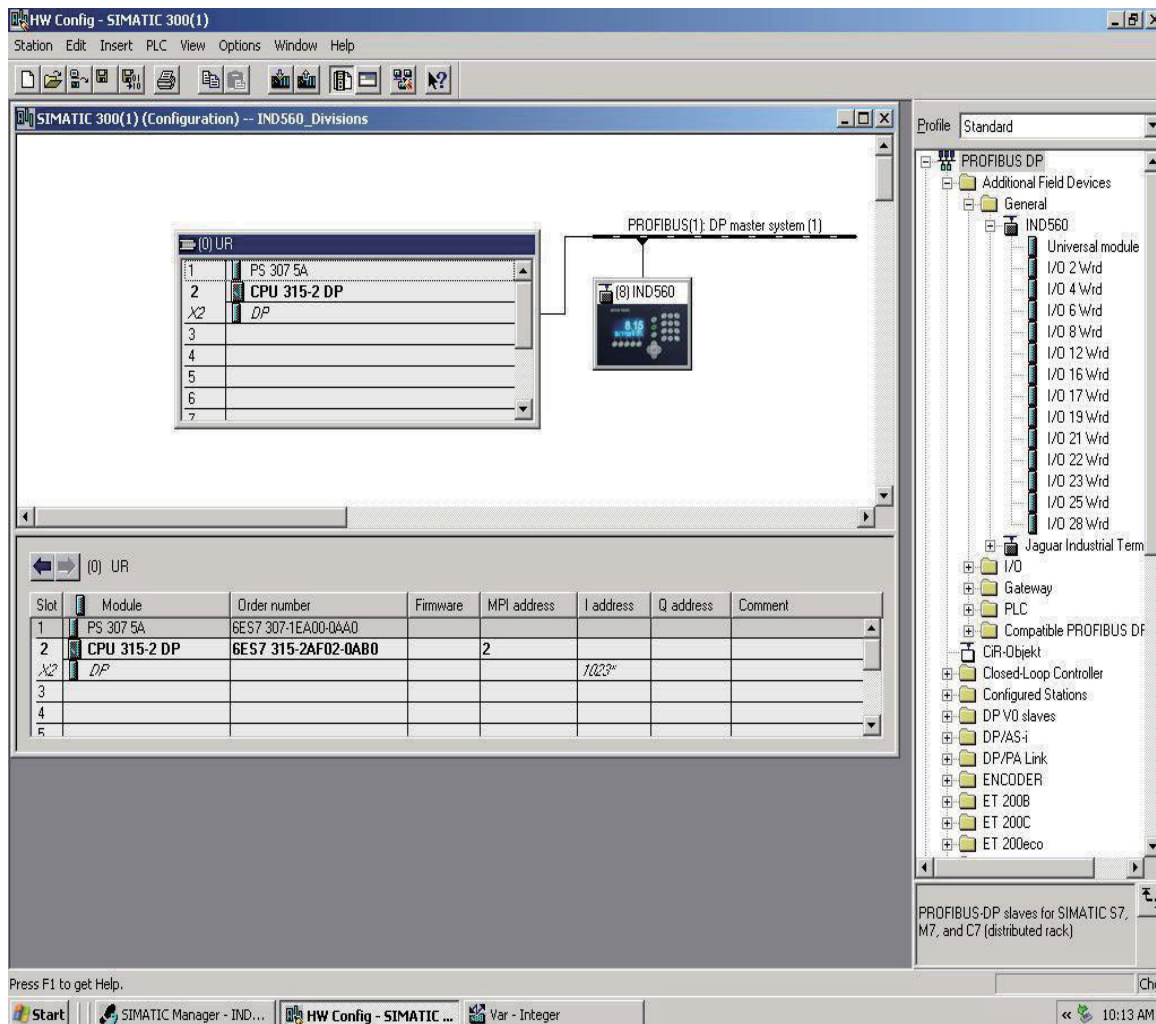 HW Config - SIMATIC 300(1)
Station Edit Insert PLC View Options Window Help
SIMATIC 300(1) (Configuration) -- IND560_Divisions
(0) UR
1 PS 307 5A
2 CPU 315-2 DP
X2 DP
3
4
5
6
7
PROFIBUS(1): DP master system (1)
(8) IND560
8.15
(0) UR
Slot Module Order number Firmware MPI address I address Q address Comment
1 PS 307 5A 6ES7 307-1EA00-0AA0
2 CPU 315-2 DP 6ES7 315-2AF02-0AB0 2
X2 DP 1023*
3
4
5
Profile Standard
PROFIBUS DP
Additional Field Devices
General
IND560
Universal module
I/O 2 Wrd
I/O 4 Wrd
I/O 6 Wrd
I/O 8 Wrd
I/O 12 Wrd
I/O 16 Wrd
I/O 17 Wrd
I/O 19 Wrd
I/O 21 Wrd
I/O 22 Wrd
I/O 23 Wrd
I/O 25 Wrd
I/O 28 Wrd
Jaguar Industrial Term
I/O
Gateway
PLC
Compatible PROFIBUS DP
CiR-Objekt
Closed-Loop Controller
Configured Stations
DP V0 slaves
DP/AS-i
DP/PA Link
ENCODER
ET 200B
ET 200C
ET 200eco
PROFIBUS-DP slaves for SIMATIC S7,
M7, and C7 (distributed rack)
Press F1 to get Help.
Ch
Start SIMATIC Manager - IND... HW Config - SIMATIC ... Var - Integer « 10:13 AM